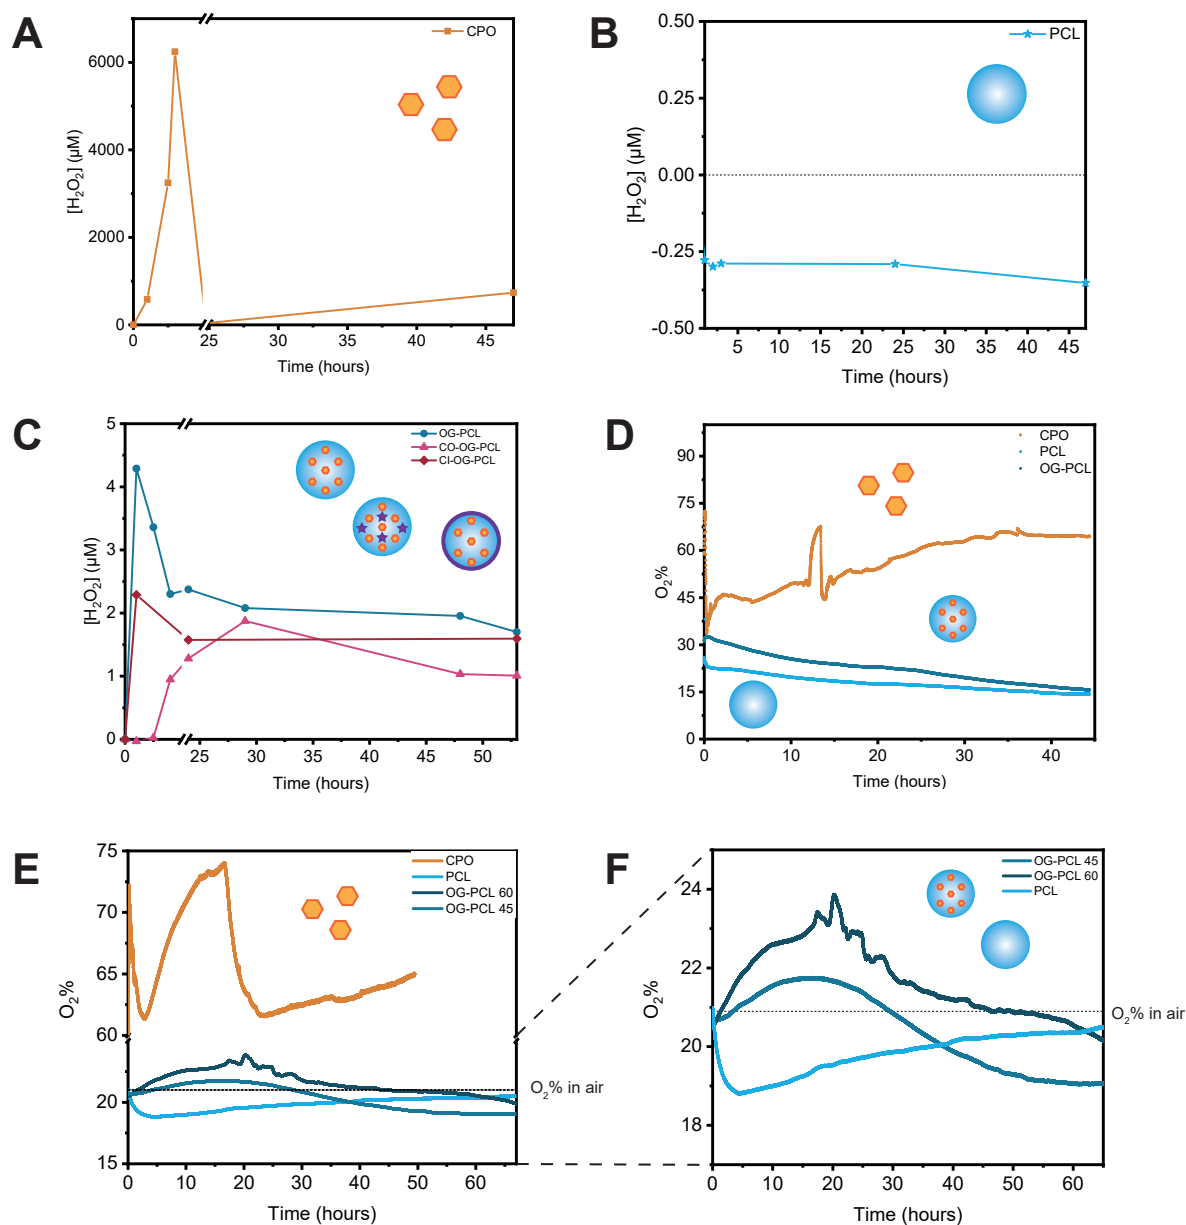 A
CPO
6000
4000
2000
0
0
25
30
35
40
45
[H₂O₂] (µM)
Time (hours)
B
PCL
0.50
0.25
0.00
-0.25
-0.50
5
10
15
20
25
30
35
40
45
[H₂O₂] (µM)
Time (hours)
C
OG-PCL
CO-OG-PCL
CI-OG-PCL
5
4
3
2
1
0
0
25
30
35
40
45
50
[H₂O₂] (µM)
Time (hours)
D
CPO
PCL
OG-PCL
90
75
60
45
30
15
0
0
10
20
30
40
O₂%
Time (hours)
E
CPO
PCL
OG-PCL 60
OG-PCL 45
75
70
65
60
20
15
0
10
20
30
40
50
60
O₂%
O₂% in air
Time (hours)
F
OG-PCL 45
OG-PCL 60
PCL
24
22
20
18
0
10
20
30
40
50
60
O₂%
O₂% in air
Time (hours)